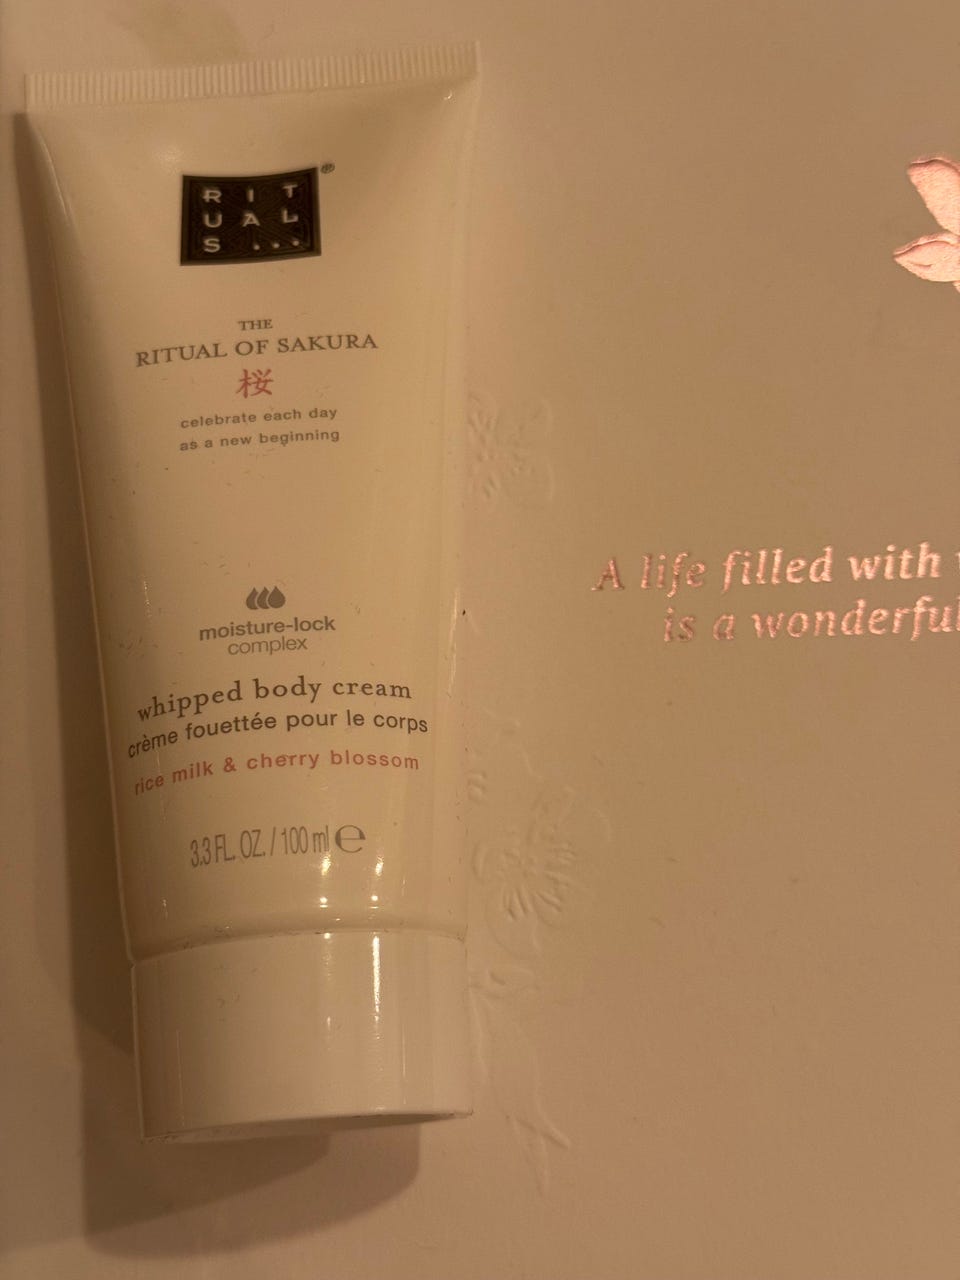 RIT
UAL
S...
®
THE
RITUAL OF SAKURA
桜
celebrate each day
as a new beginning
moisture-lock
complex
whipped body cream
crème fouettée pour le corps
rice milk & cherry blossom
3.3 FL. OZ. / 100 ml ℮
A life filled with
is a wonderful